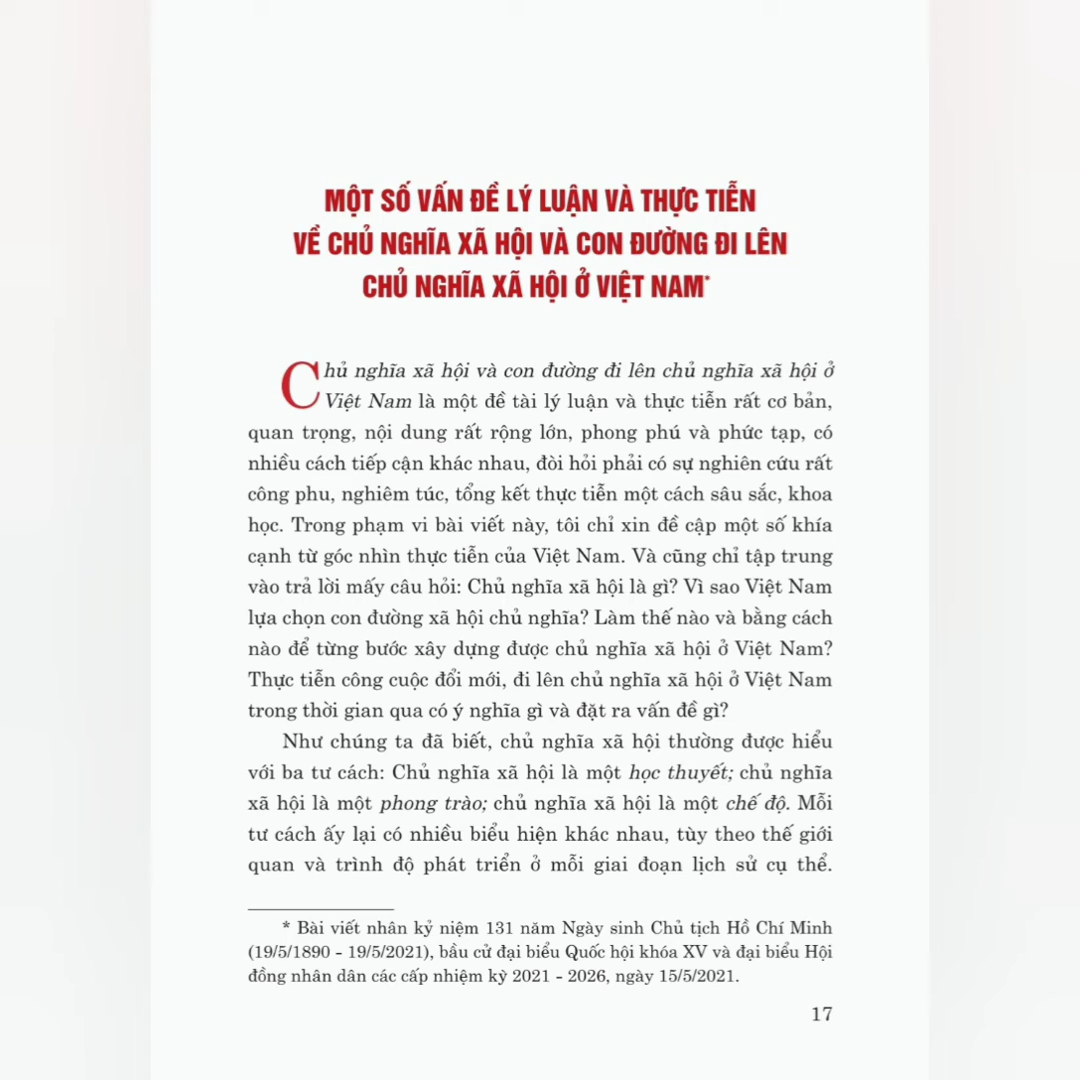 MỘT SỐ VẤN ĐỀ LÝ LUẬN VÀ THỰC TIỄN
VỀ CHỦ NGHĨA XÃ HỘI VÀ CON ĐƯỜNG ĐI LÊN
CHỦ NGHĨA XÃ HỘI Ở VIỆT NAM*
Chủ nghĩa xã hội và con đường đi lên chủ nghĩa xã hội ở
Việt Nam là một đề tài lý luận và thực tiễn rất cơ bản,
quan trọng, nội dung rất rộng lớn, phong phú và phức tạp, có
nhiều cách tiếp cận khác nhau, đòi hỏi phải có sự nghiên cứu rất
công phu, nghiêm túc, tổng kết thực tiễn một cách sâu sắc, khoa
học. Trong phạm vi bài viết này, tôi chỉ xin đề cập một số khía
cạnh từ góc nhìn thực tiễn của Việt Nam. Và cũng chỉ tập trung
vào trả lời mấy câu hỏi: Chủ nghĩa xã hội là gì? Vì sao Việt Nam
lựa chọn con đường xã hội chủ nghĩa? Làm thế nào và bằng cách
nào để từng bước xây dựng được chủ nghĩa xã hội ở Việt Nam?
Thực tiễn công cuộc đổi mới, đi lên chủ nghĩa xã hội ở Việt Nam
trong thời gian qua có ý nghĩa gì và đặt ra vấn đề gì?
Như chúng ta đã biết, chủ nghĩa xã hội thường được hiểu
với ba tư cách: Chủ nghĩa xã hội là một học thuyết; chủ nghĩa
xã hội là một phong trào; chủ nghĩa xã hội là một chế độ. Mỗi
tư cách ấy lại có nhiều biểu hiện khác nhau, tùy theo thế giới
quan và trình độ phát triển ở mỗi giai đoạn lịch sử cụ thể.
* Bài viết nhân kỷ niệm 131 năm Ngày sinh Chủ tịch Hồ Chí Minh
(19/5/1890 - 19/5/2021), bầu cử đại biểu Quốc hội khóa XV và đại biểu Hội
đồng nhân dân các cấp nhiệm kỳ 2021 - 2026, ngày 15/5/2021.
17